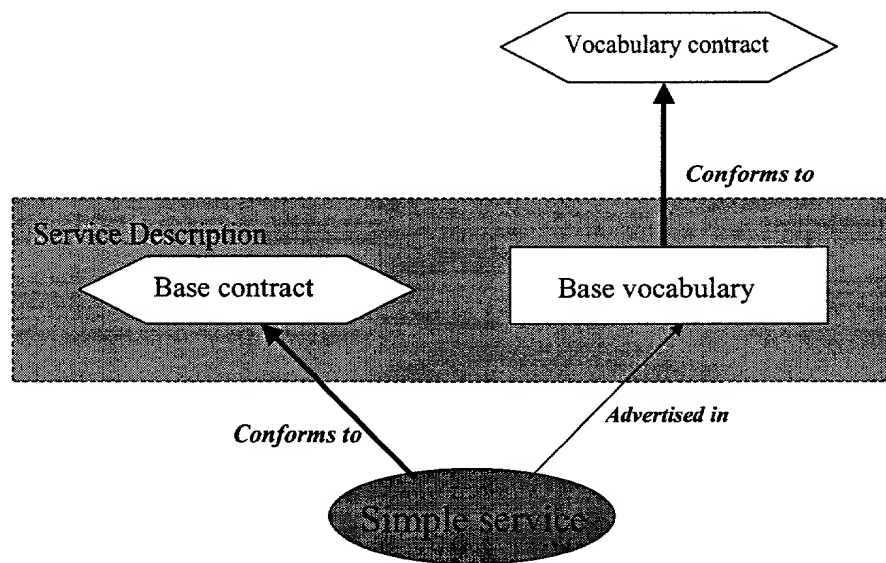 Vocabulary contract
Conforms to
Service Description
Base contract
Base vocabulary
Conforms to
Advertised in
Simple service